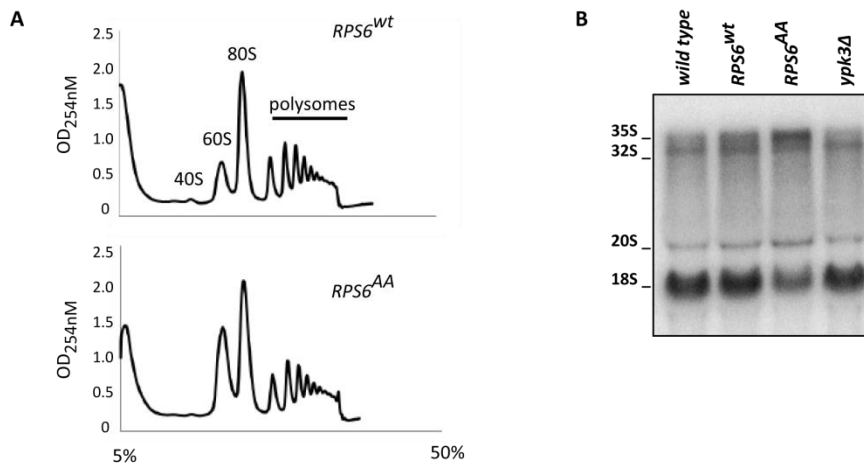 A
RPS6wt
OD254nM
2.5
2.0
1.5
1.0
0.5
0
40S
60S
80S
polysomes
RPS6AA
OD254nM
2.5
2.0
1.5
1.0
0.5
0
5%
50%
B
wild type
RPS6wt
RPS6AA
ypk3Δ
35S _
32S _
20S _
18S _